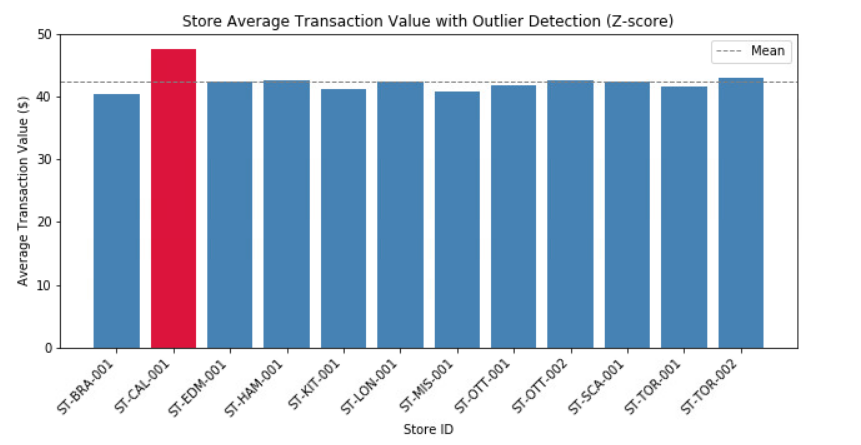 Store Average Transaction Value with Outlier Detection (Z-score)
Mean
50
40
30
20
10
0
Average Transaction Value ($)
ST-BRA-001
ST-CAL-001
ST-EDM-001
ST-HAM-001
ST-KIT-001
ST-LON-001
ST-MIS-001
ST-OTT-001
ST-OTT-002
ST-SCA-001
ST-TOR-001
ST-TOR-002
Store ID